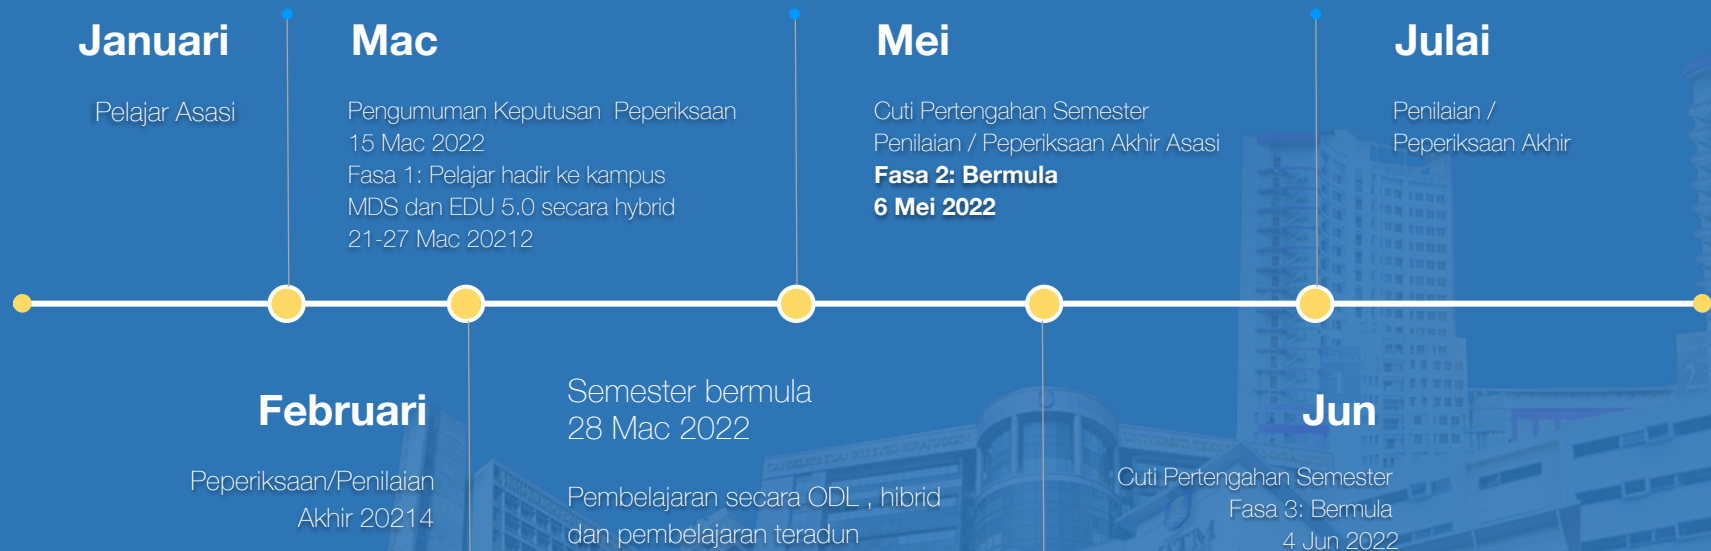 Januari
Pelajar Asasi
Mac
Pengumuman Keputusan Peperiksaan
15 Mac 2022
Fasa 1: Pelajar hadir ke kampus
MDS dan EDU 5.0 secara hybrid
21-27 Mac 20212
Mei
Cuti Pertengahan Semester
Penilaian / Peperiksaan Akhir Asasi
Fasa 2: Bermula
6 Mei 2022
Julai
Penilaian /
Peperiksaan Akhir
Februari
Peperiksaan/Penilaian
Akhir 20214
Semester bermula
28 Mac 2022
Pembelajaran secara ODL , hibrid
dan pembelajaran teradun
Jun
Cuti Pertengahan Semester
Fasa 3: Bermula
4 Jun 2022